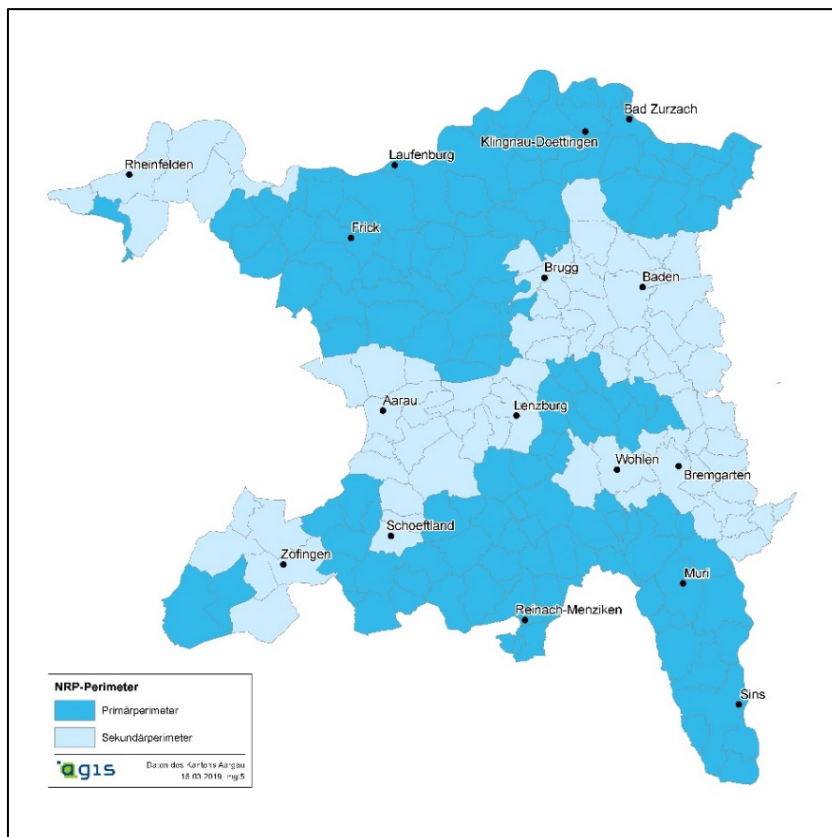 Bad Zurzach
Klingnau-Doettingen
Laufenburg
Rheinfelden
Frick
Brugg
Baden
Aarau
Lenzburg
Wohlen
Bremgarten
Schoeftland
Zofingen
Muri
Reinach-Menziken
Sins
NRP-Perimeter
Primärperimeter
Sekundärperimeter
agis
Daten des Kantons Aargau